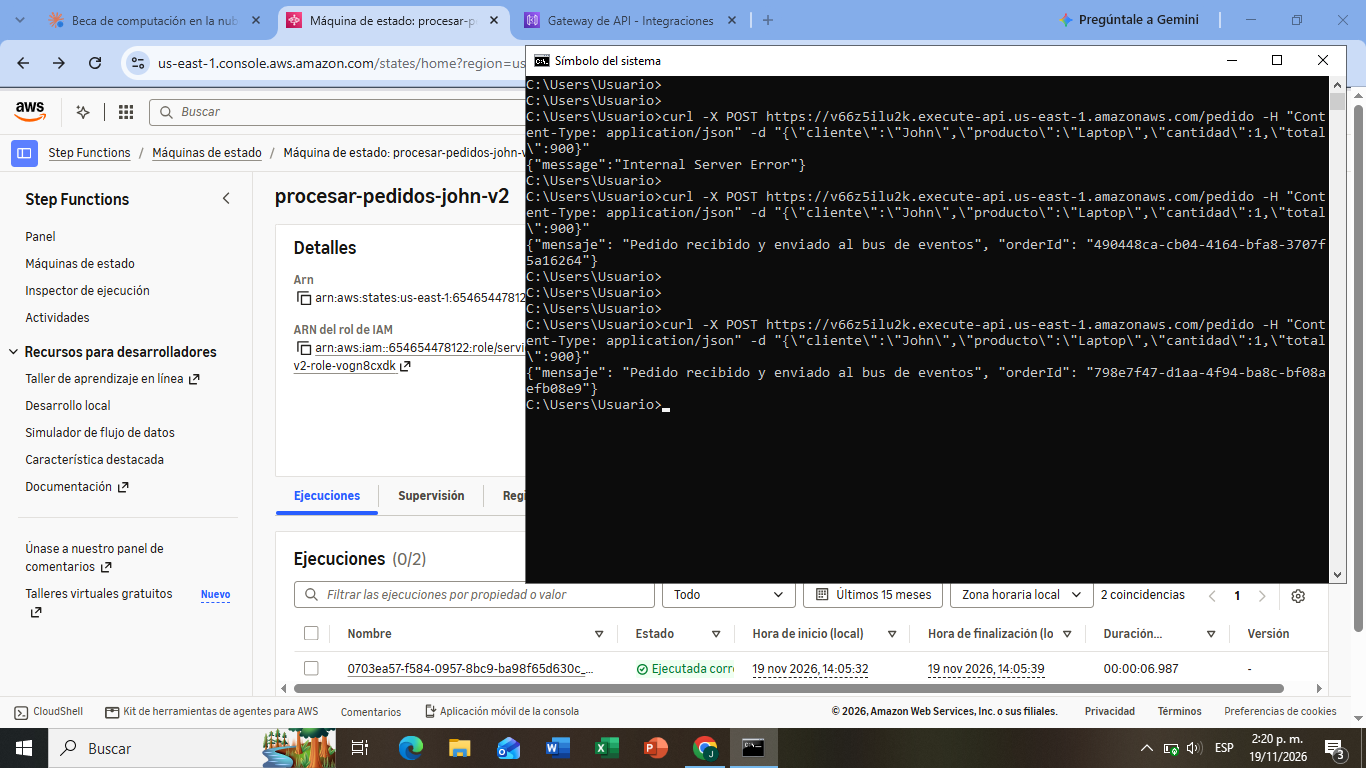 Beca de computación en la nub
Máquina de estado: procesar-p
Gateway de API - Integraciones
Pregúntale a Gemini
us-east-1.console.aws.amazon.com/states/home?region=us
aws
Buscar
Step Functions / Máquinas de estado / Máquina de estado: procesar-pedidos-john-v
Step Functions
Panel
Máquinas de estado
Inspector de ejecución
Actividades
Recursos para desarrolladores
Taller de aprendizaje en línea
Desarrollo local
Simulador de flujo de datos
Característica destacada
Documentación
Únase a nuestro panel de
comentarios
Talleres virtuales gratuitos
Nuevo
procesar-pedidos-john-v2
Detalles
Arn
arn:aws:states:us-east-1:654654478122
ARN del rol de IAM
arn:aws:iam::654654478122:role/servi
v2-role-vogn8cxdk
Ejecuciones
Supervisión
Regi
Ejecuciones (0/2)
Filtrar las ejecuciones por propiedad o valor
Todo
Últimos 15 meses
Zona horaria local
2 coincidencias
1
Nombre
Estado
Hora de inicio (local)
Hora de finalización (lo
Duración...
Versión
0703ea57-f584-0957-8bc9-ba98f65d630c_...
Ejecutada corr
19 nov 2026, 14:05:32
19 nov 2026, 14:05:39
00:00:06.987
-
Símbolo del sistema
C:\Users\Usuario>
C:\Users\Usuario>
C:\Users\Usuario>curl -X POST https://v66z5ilu2k.execute-api.us-east-1.amazonaws.com/pedido -H "Cont
ent-Type: application/json" -d "{\"cliente\":\"John\",\"producto\":\"Laptop\",\"cantidad\":1,\"total
\":900}"
{"message":"Internal Server Error"}
C:\Users\Usuario>
C:\Users\Usuario>curl -X POST https://v66z5ilu2k.execute-api.us-east-1.amazonaws.com/pedido -H "Cont
ent-Type: application/json" -d "{\"cliente\":\"John\",\"producto\":\"Laptop\",\"cantidad\":1,\"total
\":900}"
{"mensaje": "Pedido recibido y enviado al bus de eventos", "orderId": "490448ca-cb04-4164-bfa8-3707f
5a16264"}
C:\Users\Usuario>
C:\Users\Usuario>
C:\Users\Usuario>
C:\Users\Usuario>curl -X POST https://v66z5ilu2k.execute-api.us-east-1.amazonaws.com/pedido -H "Cont
ent-Type: application/json" -d "{\"cliente\":\"John\",\"producto\":\"Laptop\",\"cantidad\":1,\"total
\":900}"
{"mensaje": "Pedido recibido y enviado al bus de eventos", "orderId": "798e7f47-d1aa-4f94-ba8c-bf08a
efb08e9"}
C:\Users\Usuario>
CloudShell
Kit de herramientas de agentes para AWS
Comentarios
Aplicación móvil de la consola
© 2026, Amazon Web Services, Inc. o sus filiales.
Privacidad
Términos
Preferencias de cookies
Buscar
ESP
2:20 p. m.
19/11/2026
3